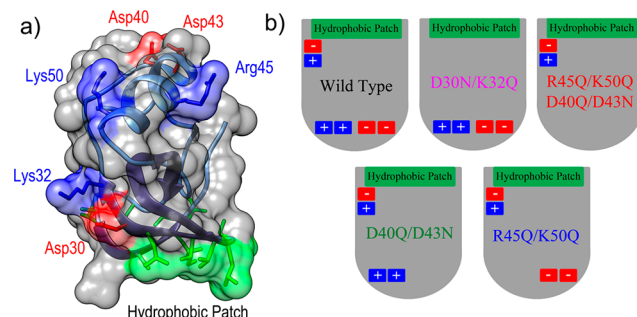 a)
Asp40
Asp43
Lys50
Arg45
Lys32
Asp30
Hydrophobic Patch
b)
Hydrophobic Patch
-
+
Wild Type
+ + - -
Hydrophobic Patch
D30N/K32Q
+ + - -
Hydrophobic Patch
-
+
R45Q/K50Q
D40Q/D43N
Hydrophobic Patch
-
+
D40Q/D43N
+ +
Hydrophobic Patch
-
+
R45Q/K50Q
- -